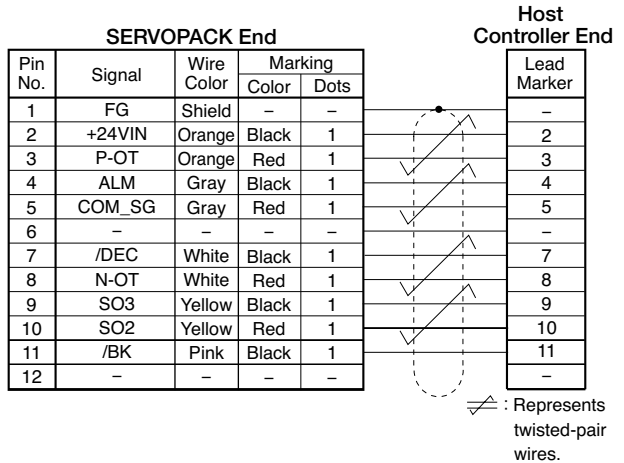 Host
SERVOPACK End Controller End
Pin No. Signal Wire Color Marking Lead Marker
Color Dots
1 FG Shield – – –
2 +24VIN Orange Black 1 2
3 P-OT Orange Red 1 3
4 ALM Gray Black 1 4
5 COM_SG Gray Red 1 5
6 – – – – –
7 /DEC White Black 1 7
8 N-OT White Red 1 8
9 SO3 Yellow Black 1 9
10 SO2 Yellow Red 1 10
11 /BK Pink Black 1 11
12 – – – – –
: Represents
twisted-pair
wires.